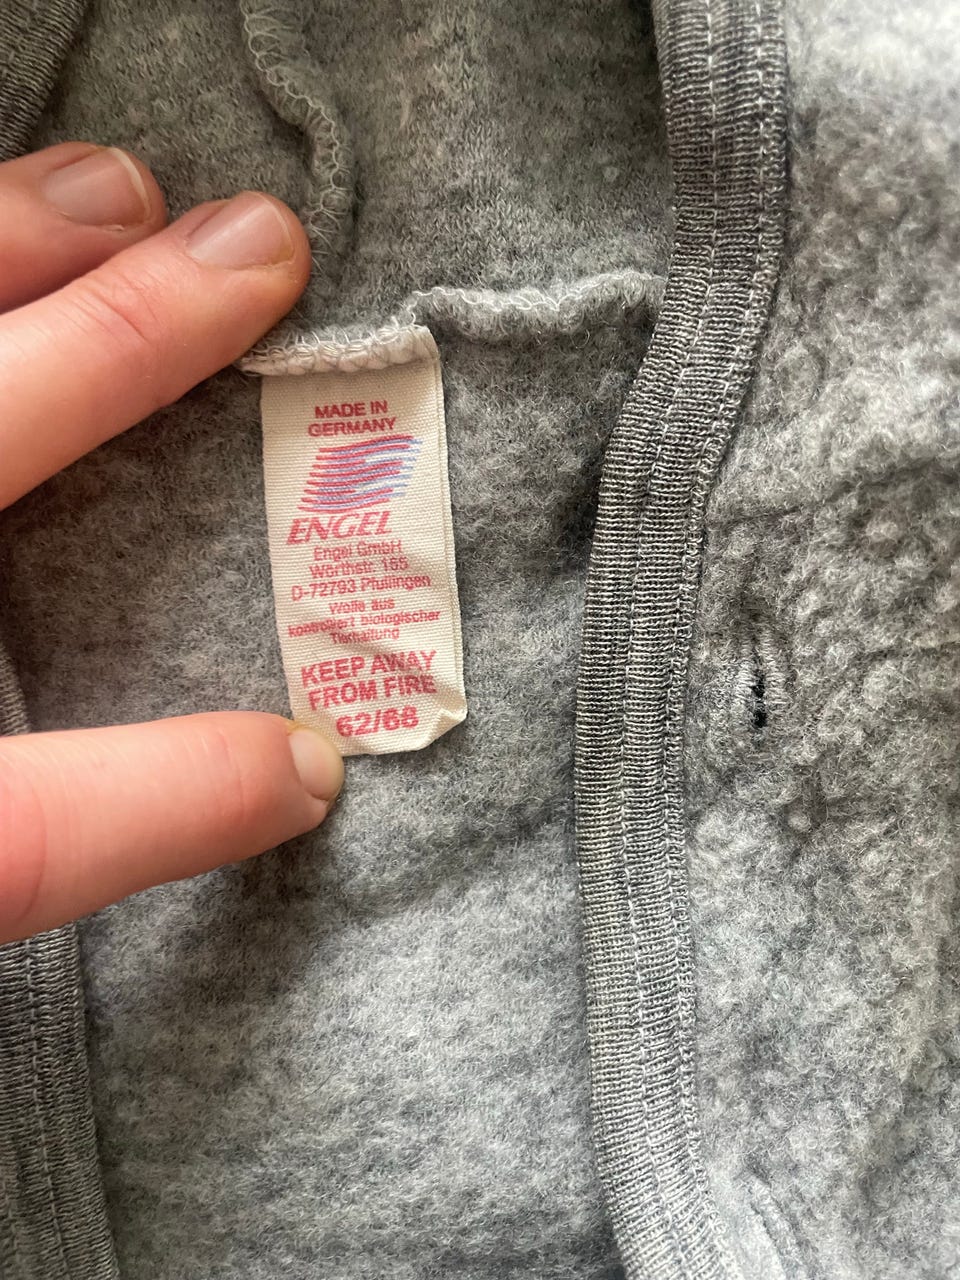 MADE IN
GERMANY
ENGEL
Engel GmbH
Wörthstr. 155
D-72793 Pfullingen
Wolle aus
kontrolliert biologischer
Tierhaltung
KEEP AWAY
FROM FIRE
62/68